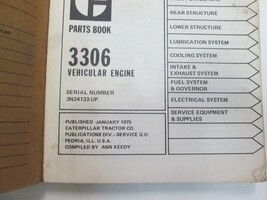 PARTS BOOK
3306
VEHICULAR ENGINE
SERIAL NUMBER
3N24133-UP
PUBLISHED JANUARY 1975
CATERPILLAR TRACTOR CO.
PUBLICATIONS DIV.-SERVICE G.O.
PEORIA, ILL. U.S.A.
COMPILED BY ANN KEEDY
REAR STRUCTURE
LOWER STRUCTURE
LUBRICATION SYSTEM
COOLING SYSTEM
INTAKE &
EXHAUST SYSTEM
FUEL SYSTEM
& GOVERNOR
ELECTRICAL SYSTEM
SERVICE EQUIPMENT
& SUPPLIES